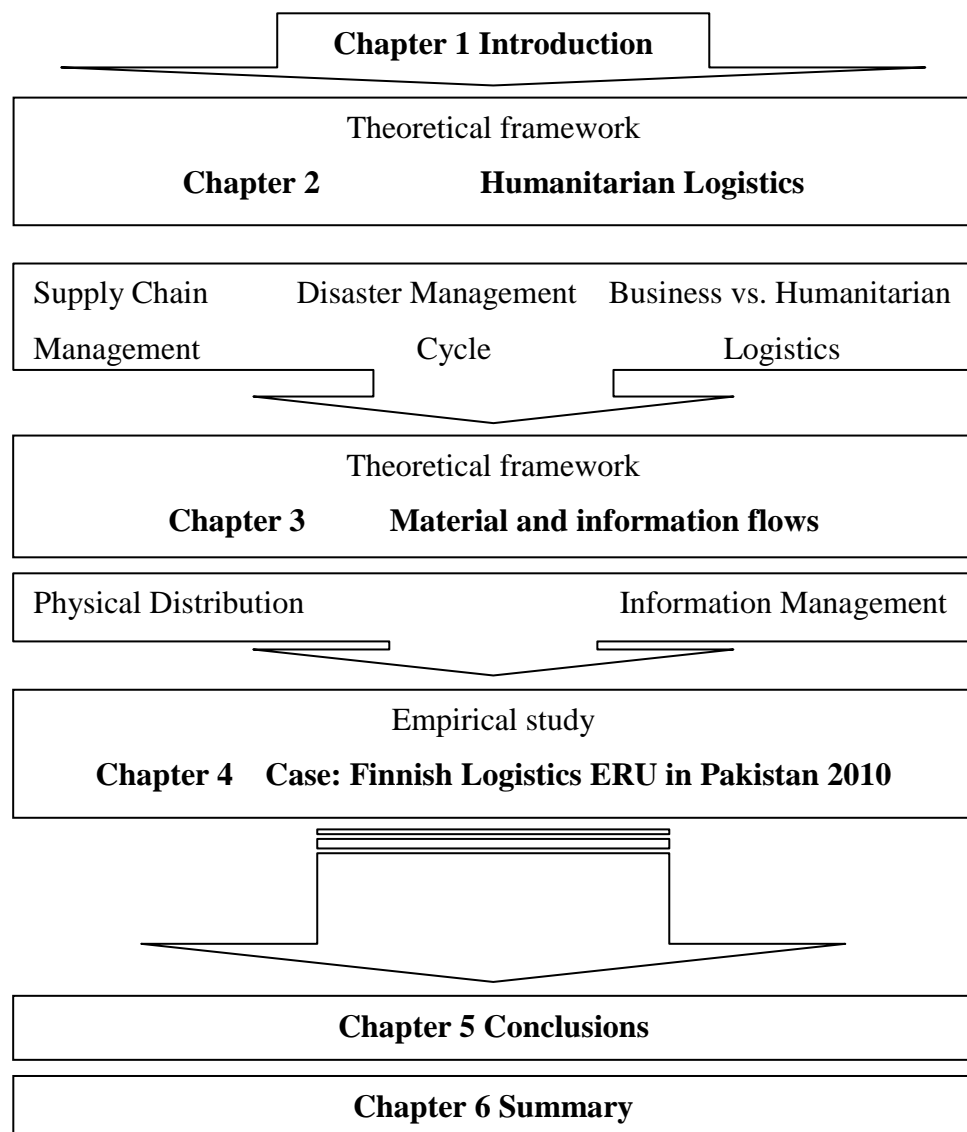 Chapter 1 Introduction
Theoretical framework
Chapter 2 Humanitarian Logistics
Supply Chain Disaster Management Business vs. Humanitarian
Management Cycle Logistics
Theoretical framework
Chapter 3 Material and information flows
Physical Distribution Information Management
Empirical study
Chapter 4 Case: Finnish Logistics ERU in Pakistan 2010
Chapter 5 Conclusions
Chapter 6 Summary